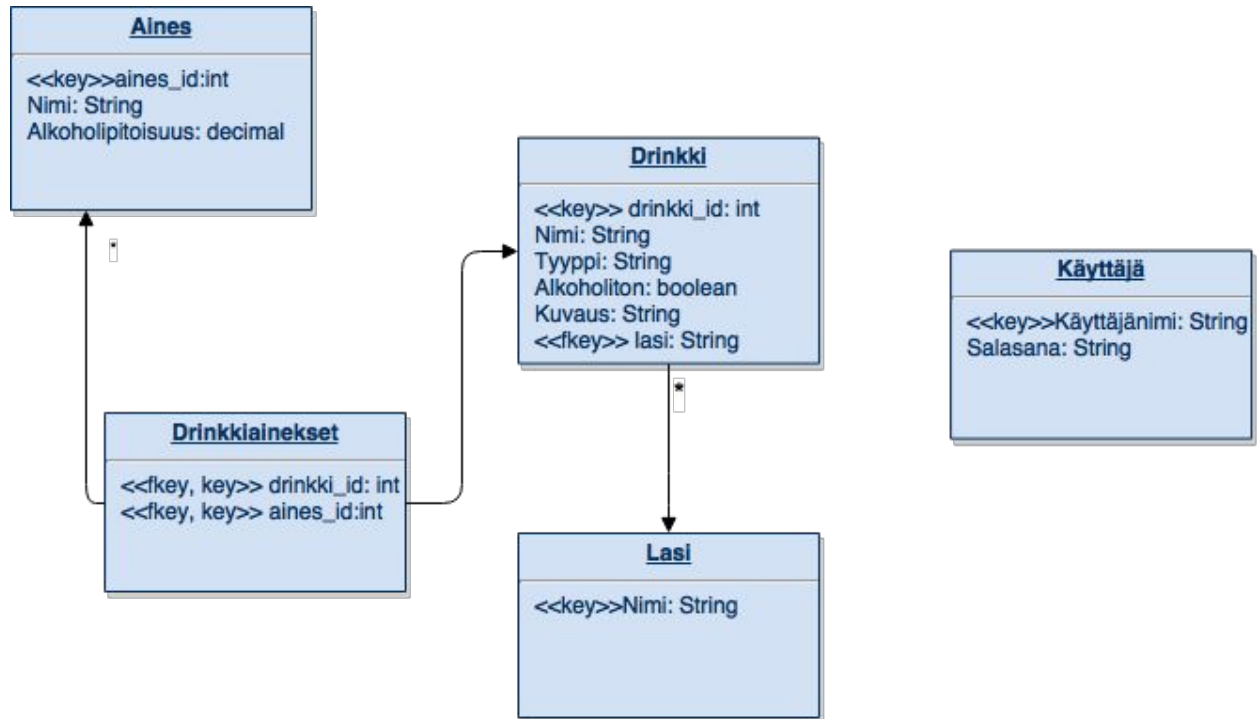 Aines
<<key>>aines_id:int
Nimi: String
Alkoholipitoisuus: decimal
*
Drinkki
<<key>> drinkki_id: int
Nimi: String
Tyyppi: String
Alkoholiton: boolean
Kuvaus: String
<<fkey>> lasi: String
*
Käyttäjä
<<key>>Käyttäjänimi: String
Salasana: String
Drinkkiainekset
<<fkey, key>> drinkki_id: int
<<fkey, key>> aines_id:int
Lasi
<<key>>Nimi: String